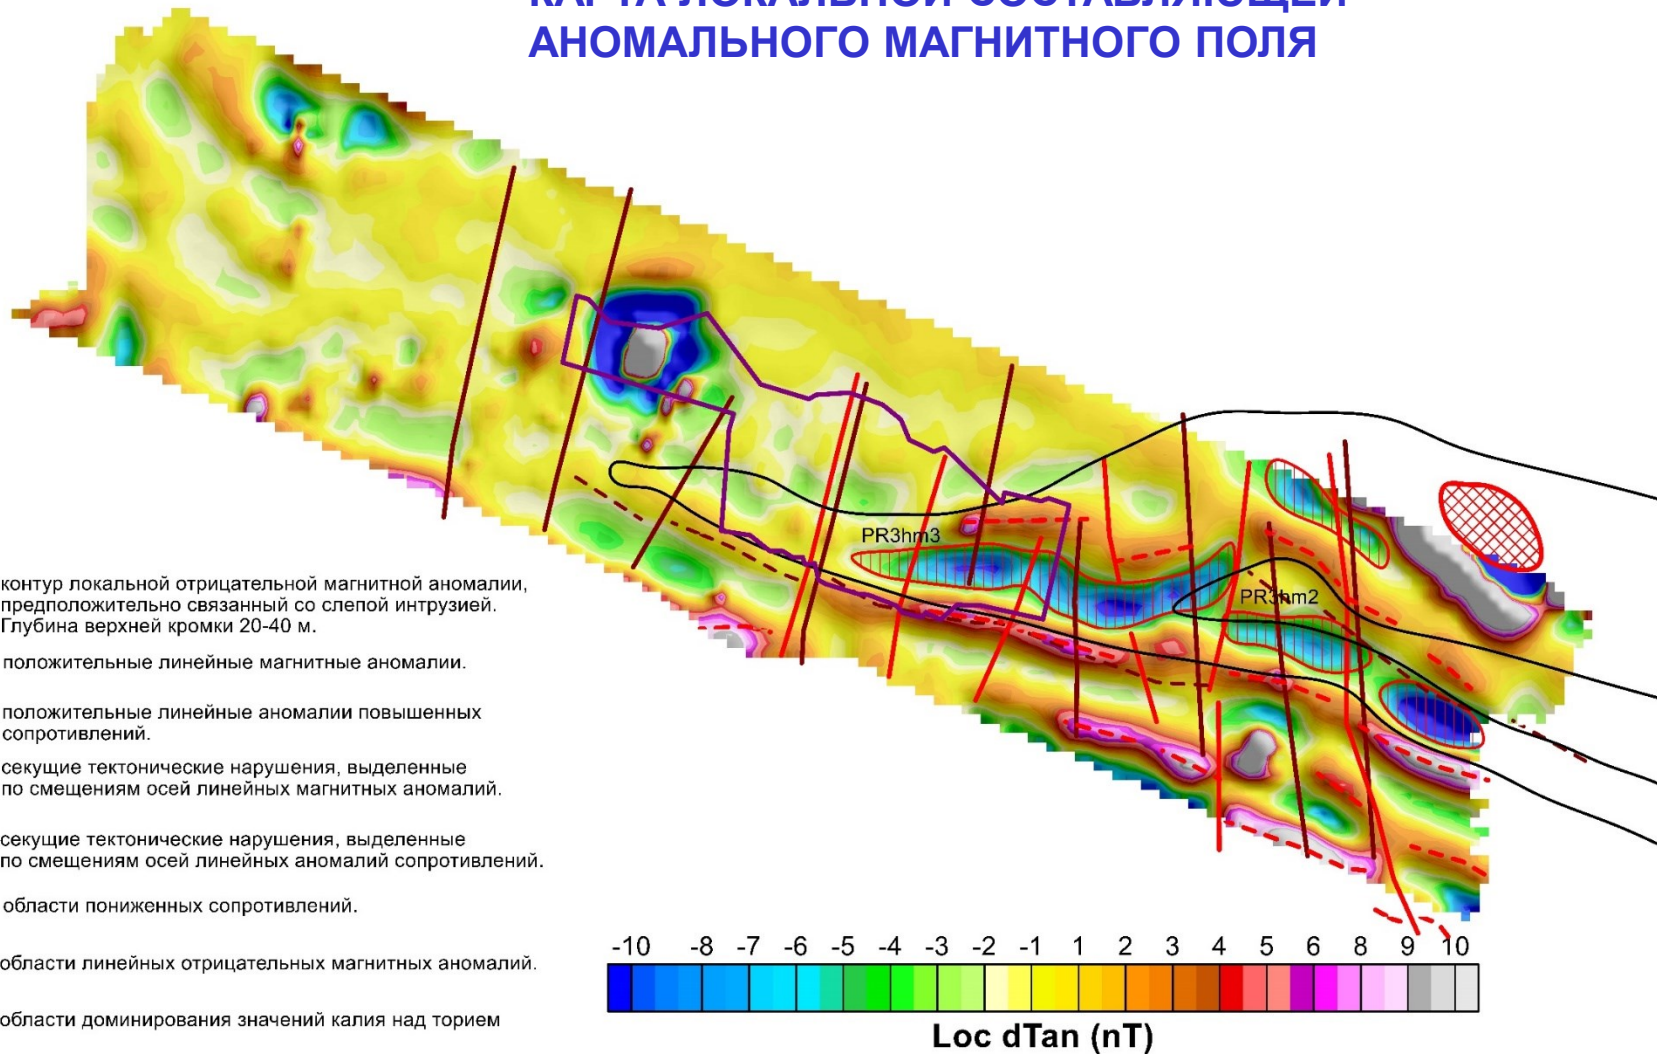 КАРТА ЛОКАЛЬНОЙ СОСТАВЛЯЮЩЕЙ
АНОМАЛЬНОГО МАГНИТНОГО ПОЛЯ
PR3hm3
PR3hm2
контур локальной отрицательной магнитной аномалии,
предположительно связанный со слепой интрузией.
Глубина верхней кромки 20-40 м.
положительные линейные магнитные аномалии.
положительные линейные аномалии повышенных
сопротивлений.
секущие тектонические нарушения, выделенные
по смещениям осей линейных магнитных аномалий.
секущие тектонические нарушения, выделенные
по смещениям осей линейных аномалий сопротивлений.
области пониженных сопротивлений.
области линейных отрицательных магнитных аномалий.
области доминирования значений калия над торием
-10 -8 -7 -6 -5 -4 -3 -2 -1 1 2 3 4 5 6 8 9 10
Loc dTan (nT)